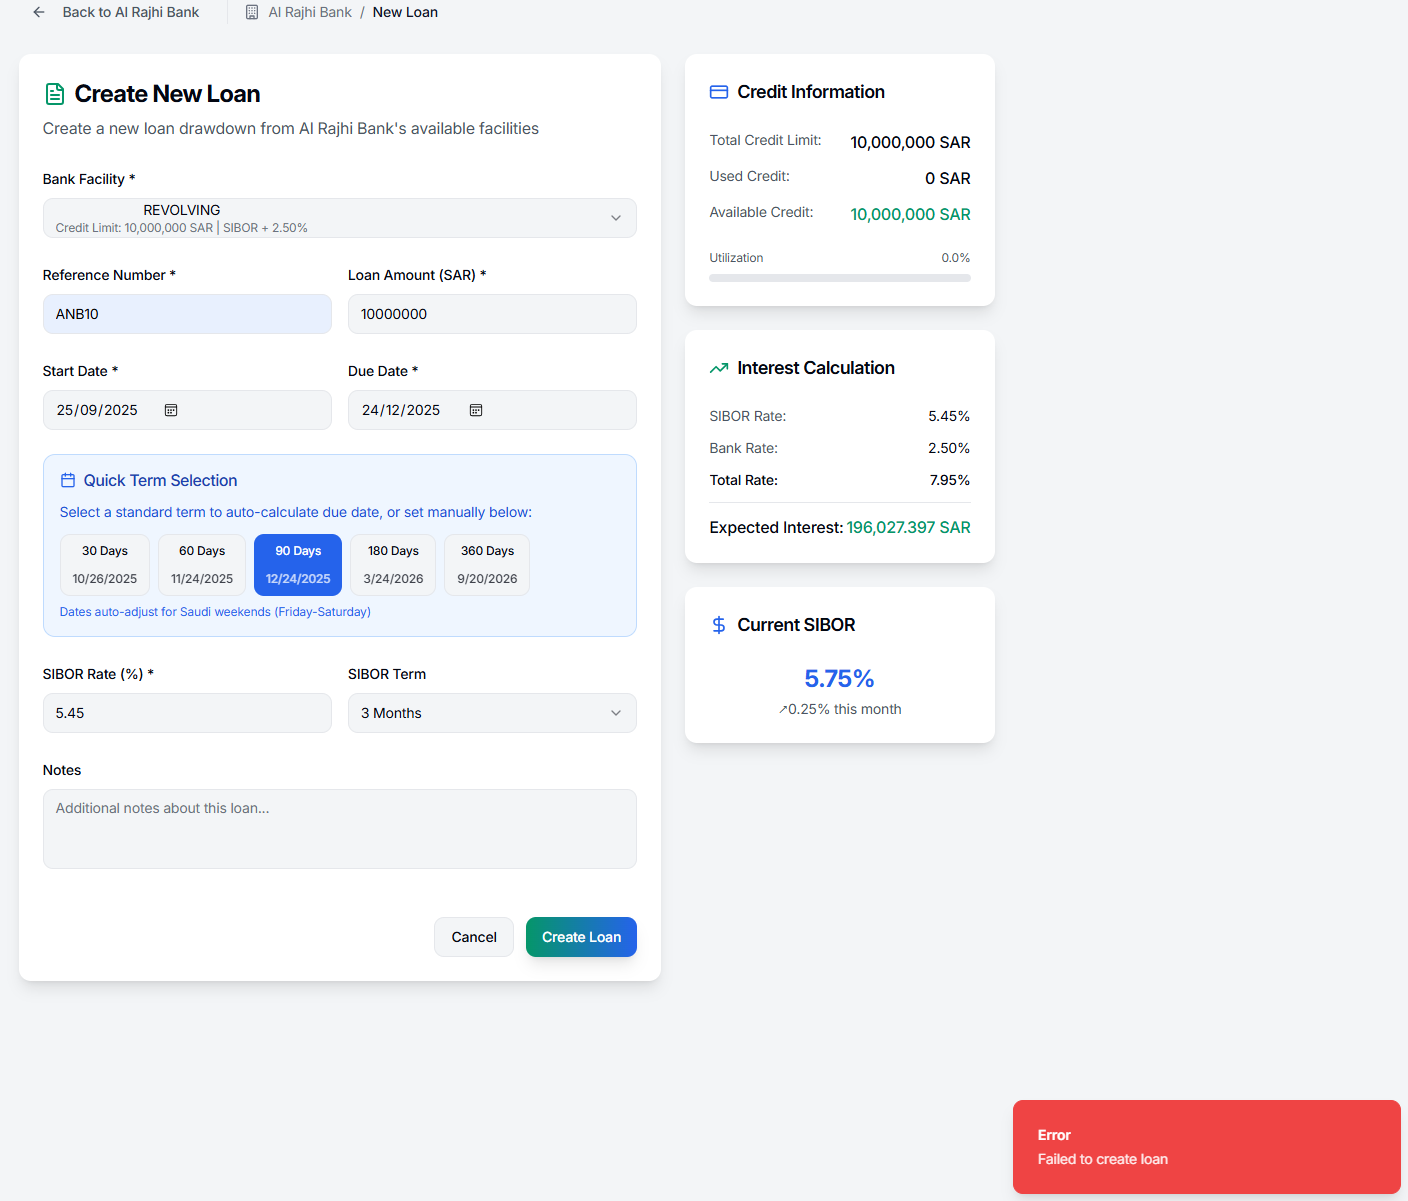 Back to Al Rajhi Bank
Al Rajhi Bank / New Loan
Create New Loan
Create a new loan drawdown from Al Rajhi Bank's available facilities
Bank Facility *
REVOLVING
Credit Limit: 10,000,000 SAR | SIBOR + 2.50%
Reference Number *
Loan Amount (SAR) *
ANB10
10000000
Start Date *
Due Date *
25/09/2025
24/12/2025
Quick Term Selection
Select a standard term to auto-calculate due date, or set manually below:
30 Days
10/26/2025
60 Days
11/24/2025
90 Days
12/24/2025
180 Days
3/24/2026
360 Days
9/20/2026
Dates auto-adjust for Saudi weekends (Friday-Saturday)
SIBOR Rate (%) *
SIBOR Term
5.45
3 Months
Notes
Additional notes about this loan...
Cancel
Create Loan
Credit Information
Total Credit Limit: 10,000,000 SAR
Used Credit: 0 SAR
Available Credit: 10,000,000 SAR
Utilization 0.0%
Interest Calculation
SIBOR Rate: 5.45%
Bank Rate: 2.50%
Total Rate: 7.95%
Expected Interest: 196,027.397 SAR
Current SIBOR
5.75%
↗0.25% this month
Error
Failed to create loan